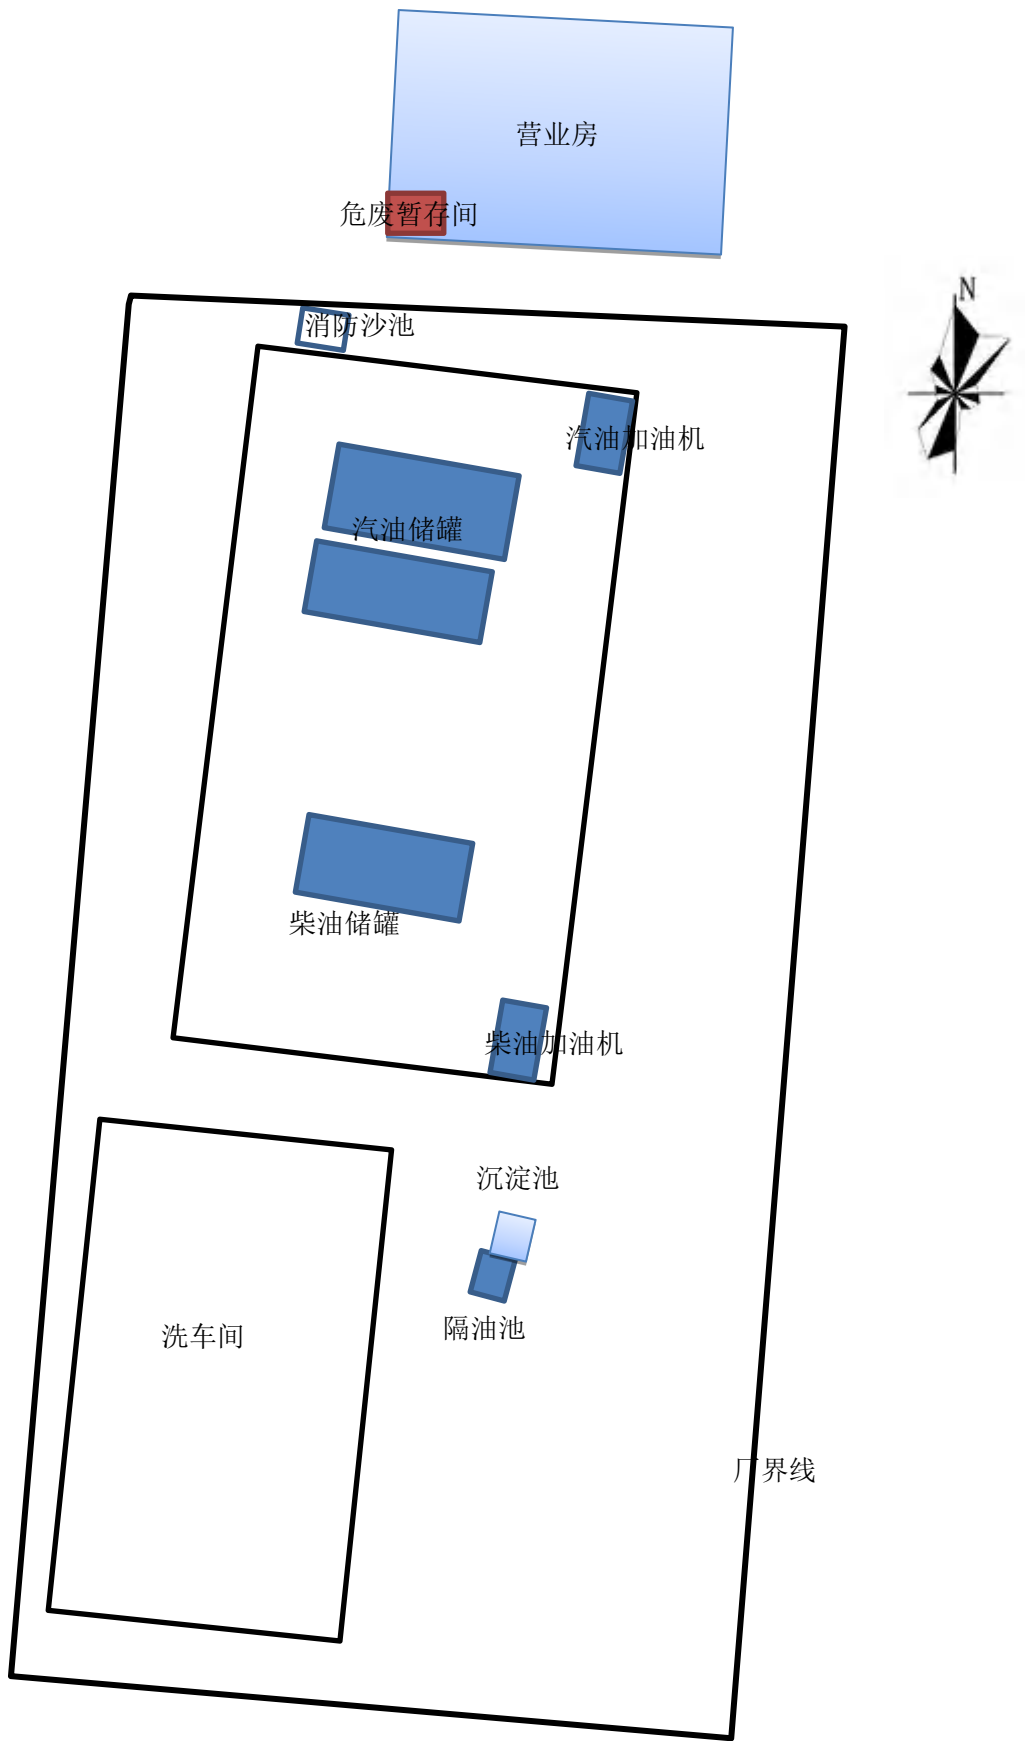 营业房
危废暂存间
N
消防沙池
汽油加油机
汽油储罐
柴油储罐
柴油加油机
沉淀池
隔油池
洗车间
厂界线